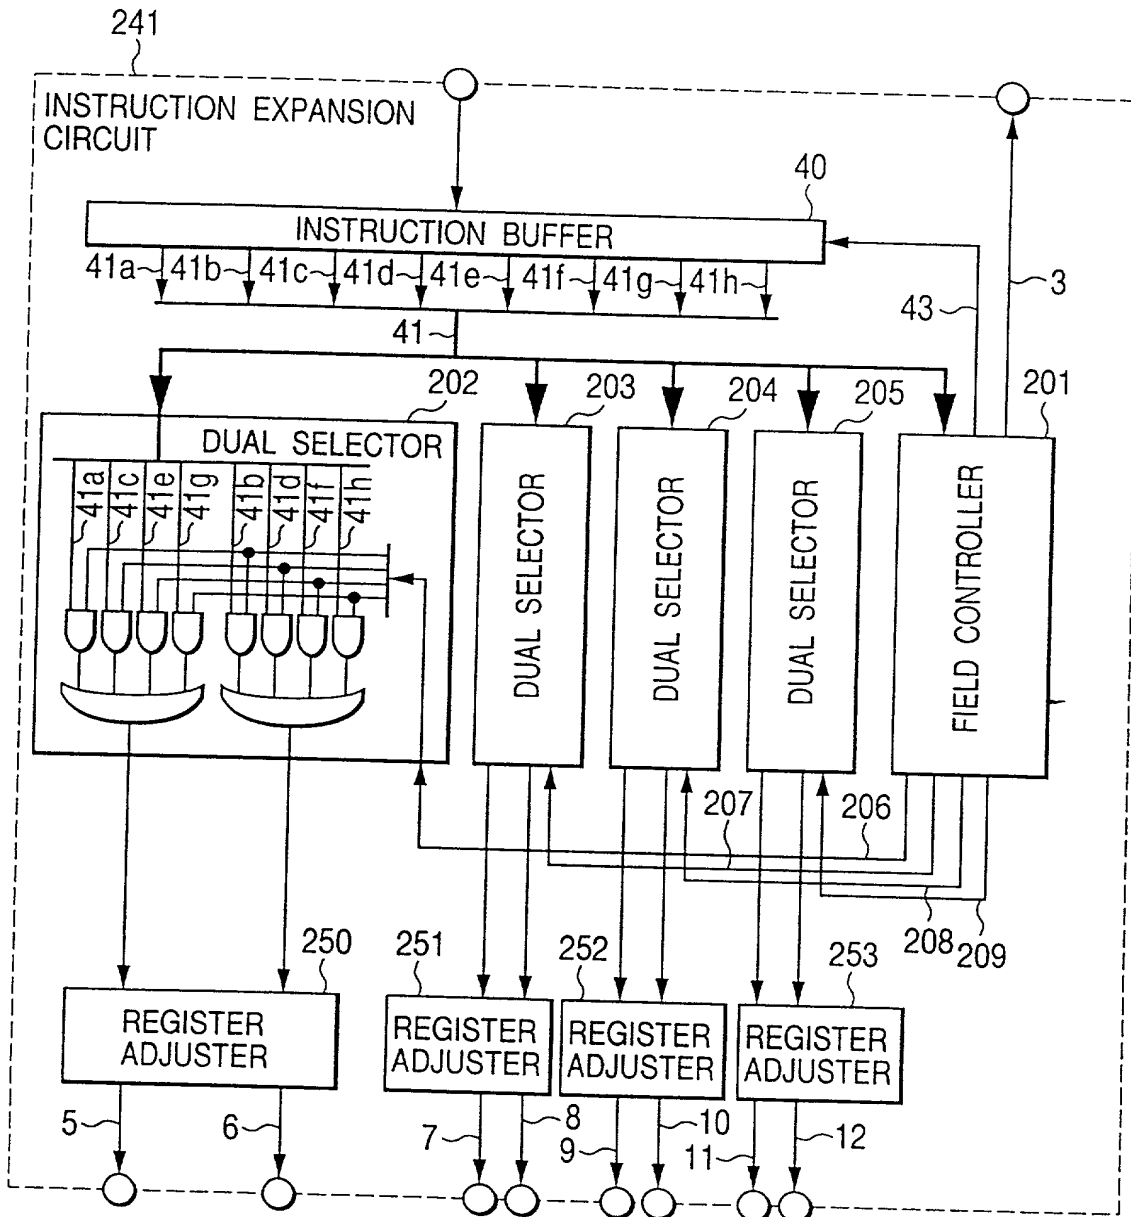 241
INSTRUCTION EXPANSION
CIRCUIT
40
INSTRUCTION BUFFER
41a 41b 41c 41d 41e 41f 41g 41h
43
3
41
202
203
204
205
201
DUAL SELECTOR
41a 41c 41e 41g 41b 41d 41f 41h
DUAL SELECTOR
DUAL SELECTOR
DUAL SELECTOR
FIELD CONTROLLER
207
206
208
209
250
251
252
253
REGISTER
ADJUSTER
REGISTER
ADJUSTER
REGISTER
ADJUSTER
REGISTER
ADJUSTER
5
6
7
8
9
10
11
12